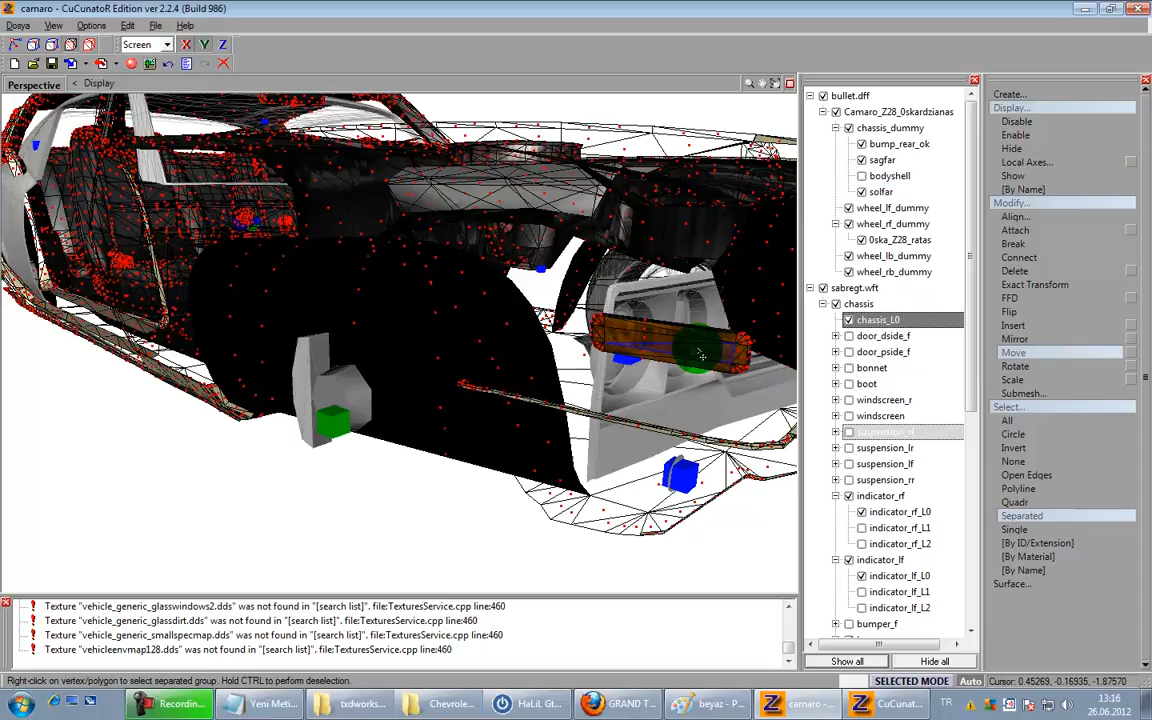 camaro - CuCunatoR Edition ver 2.2.4 (Build 986)
Dosya View Options Edit File Help
Screen X Y Z
Perspective < Display
bullet.dff
Camaro_Z28_0skardzianas
chassis_dummy
bump_rear_ok
sagfar
bodyshell
solfar
wheel_lf_dummy
wheel_rf_dummy
0ska_Z28_ratas
wheel_lb_dummy
wheel_rb_dummy
sabregt.wft
chassis
chassis_L0
door_dside_f
door_pside_f
bonnet
boot
windscreen_r
windscreen
suspension_rf
suspension_lr
suspension_lf
suspension_rr
indicator_rf
indicator_rf_L0
indicator_rf_L1
indicator_rf_L2
indicator_lf
indicator_lf_L0
indicator_lf_L1
indicator_lf_L2
bumper_f
Show all Hide all
Create...
Display...
Disable
Enable
Hide
Local Axes...
Show
[By Name]
Modify...
Align...
Attach
Break
Connect
Delete
Exact Transform
FFD
Flip
Insert
Mirror
Move
Rotate
Scale
Submesh...
Select...
All
Circle
Invert
None
Open Edges
Polyline
Quadr
Separated
Single
[By ID/Extension]
[By Material]
[By Name]
Surface...
Texture "vehicle_generic_glasswindows2.dds" was not found in "[search list]". file:TexturesService.cpp line:460
Texture "vehicle_generic_glassdirt.dds" was not found in "[search list]". file:TexturesService.cpp line:460
Texture "vehicle_generic_smallspecmap.dds" was not found in "[search list]". file:TexturesService.cpp line:460
Texture "vehicleenvmap128.dds" was not found in "[search list]". file:TexturesService.cpp line:460
Right-click on vertex/polygon to select separated group. Hold CTRL to perform deselection.
SELECTED MODE Auto Cursor: 0.45269, -0.16935, -1.87570
Recordin... Yeni Meti... txdworks... Chevrole... HaLiL Gt... GRAND T... beyaz - P... camaro -... CuCunat... TR 13:16
26.06.2012